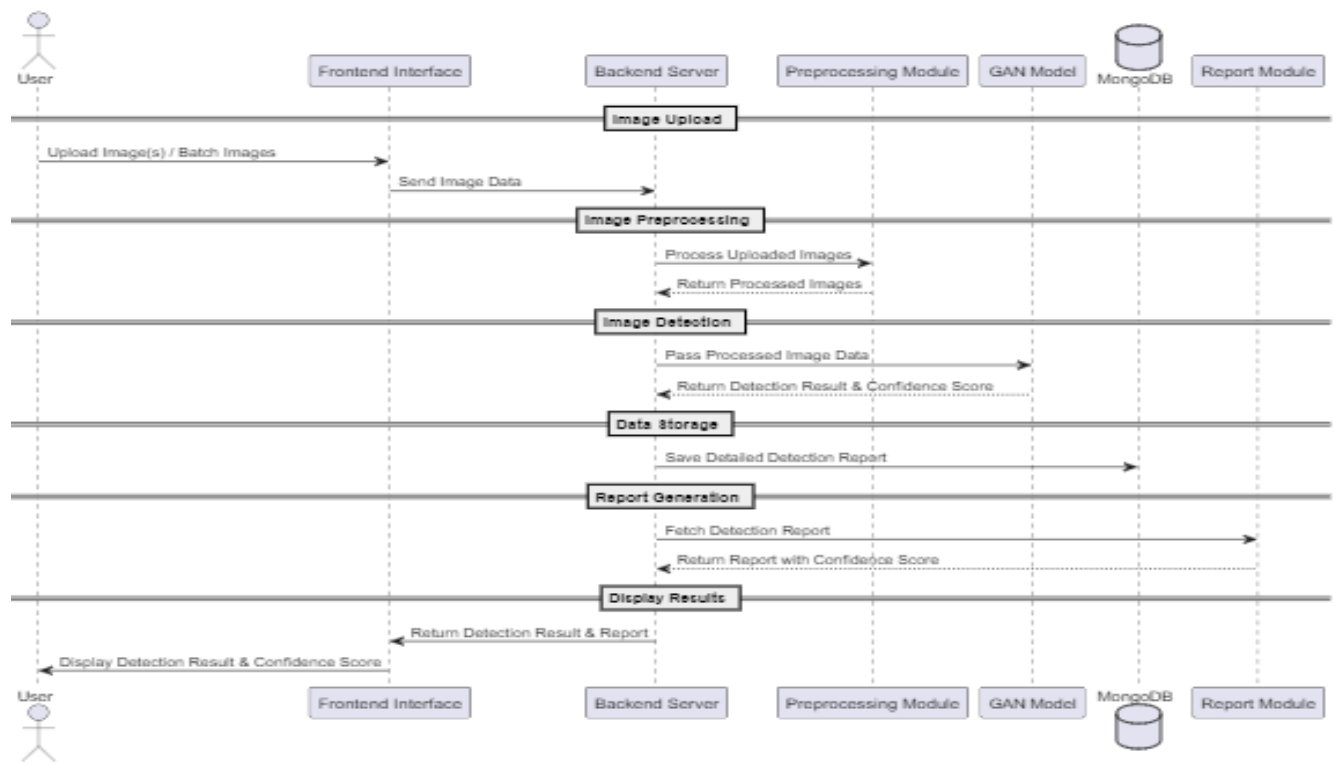 User
Frontend Interface
Backend Server
Preprocessing Module
GAN Model
MongoDB
Report Module
Image Upload
Upload Image(s) / Batch Images
Send Image Data
Image Preprocessing
Process Uploaded Images
Return Processed Images
Image Detection
Pass Processed Image Data
Return Detection Result & Confidence Score
Data Storage
Save Detailed Detection Report
Report Generation
Fetch Detection Report
Return Report with Confidence Score
Display Results
Return Detection Result & Report
Display Detection Result & Confidence Score
User
Frontend Interface
Backend Server
Preprocessing Module
GAN Model
MongoDB
Report Module